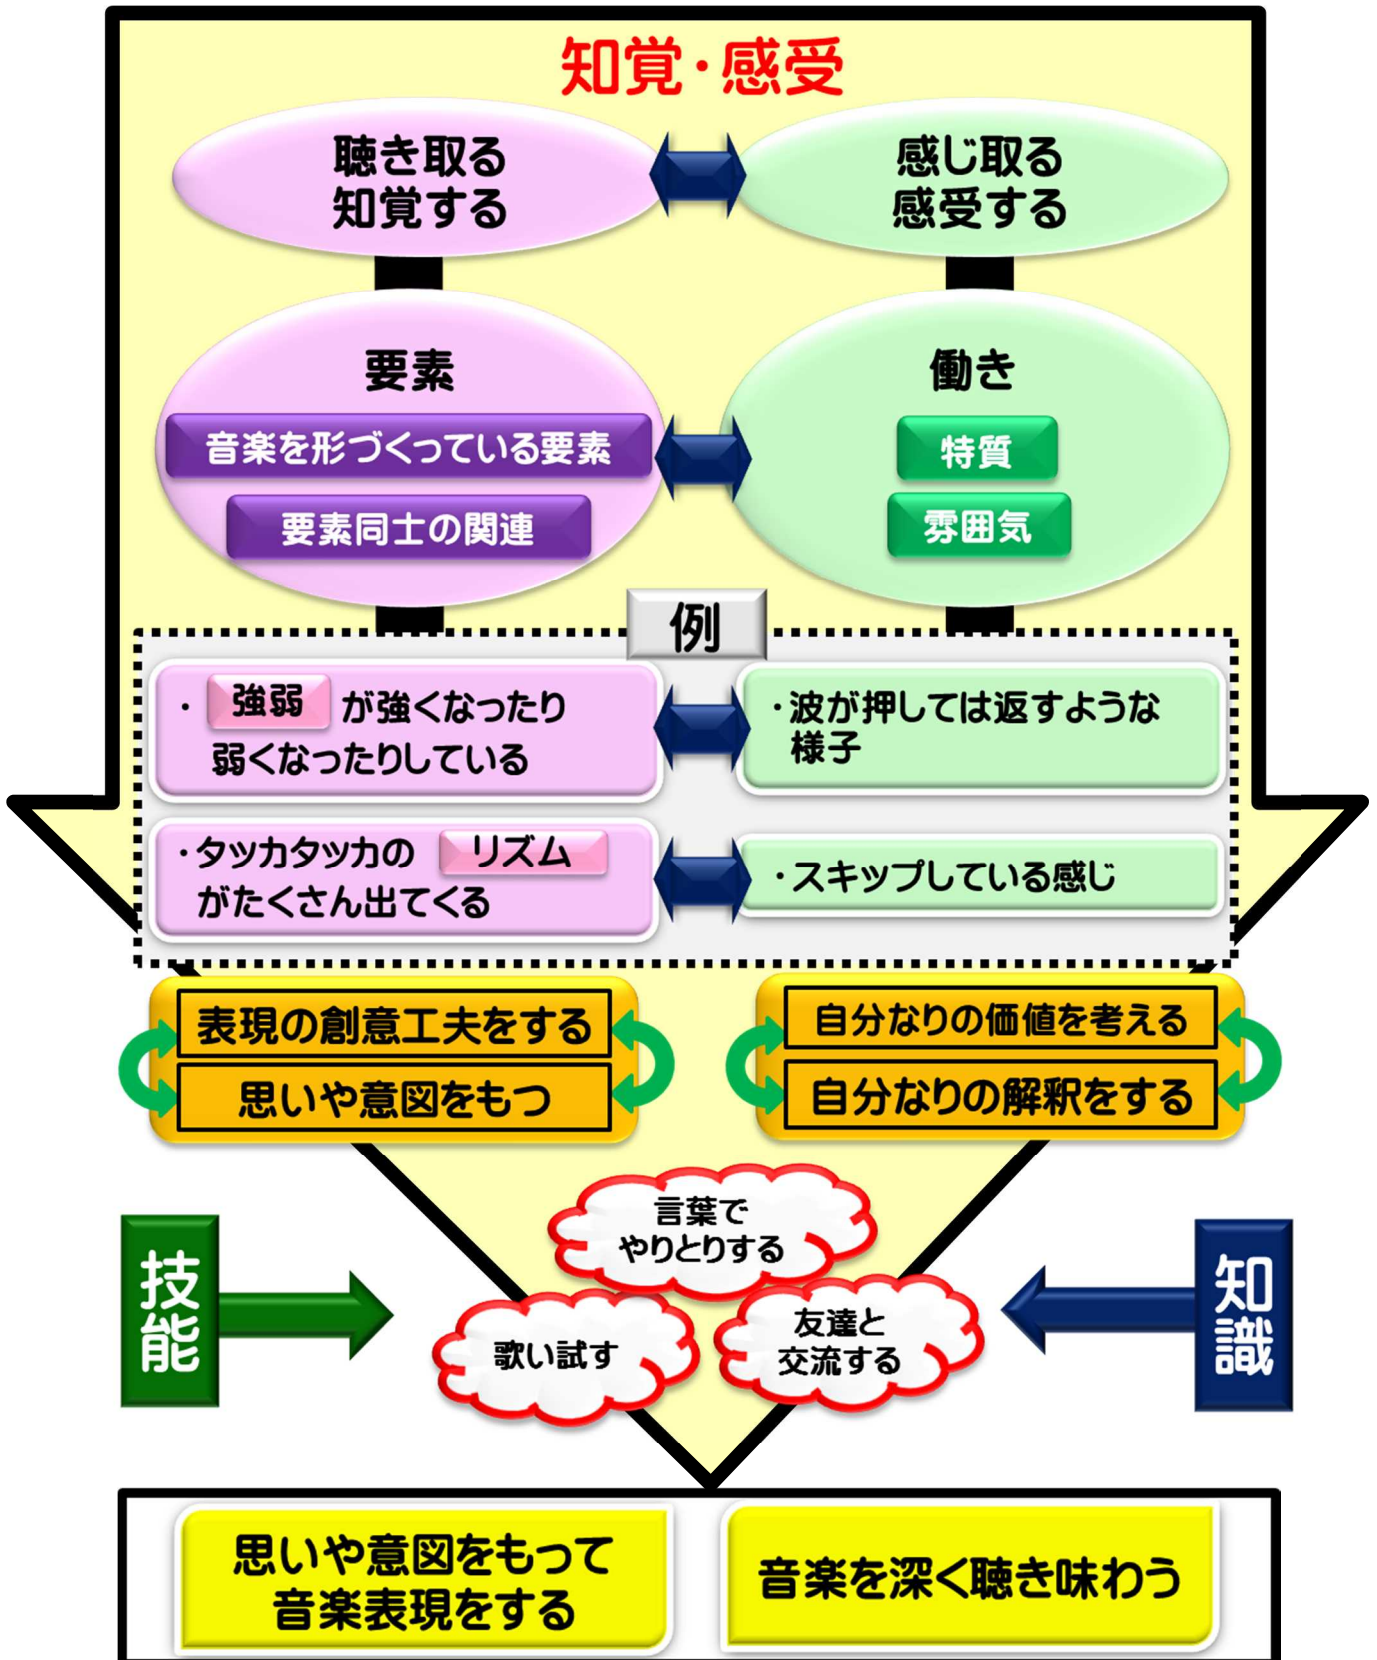 知覚・感受
聴き取る
知覚する
感じ取る
感受する
要素
音楽を形づくっている要素
要素同士の関連
働き
特質
雰囲気
例
・ 強弱 が強くなったり
弱くなったりしている
・波が押しては返すような
様子
・タッカタッカの リズム
がたくさん出てくる
・スキップしている感じ
表現の創意工夫をする
思いや意図をもつ
自分なりの価値を考える
自分なりの解釈をする
言葉で
やりとりする
歌い試す
友達と
交流する
技能
知識
思いや意図をもって
音楽表現をする
音楽を深く聴き味わう